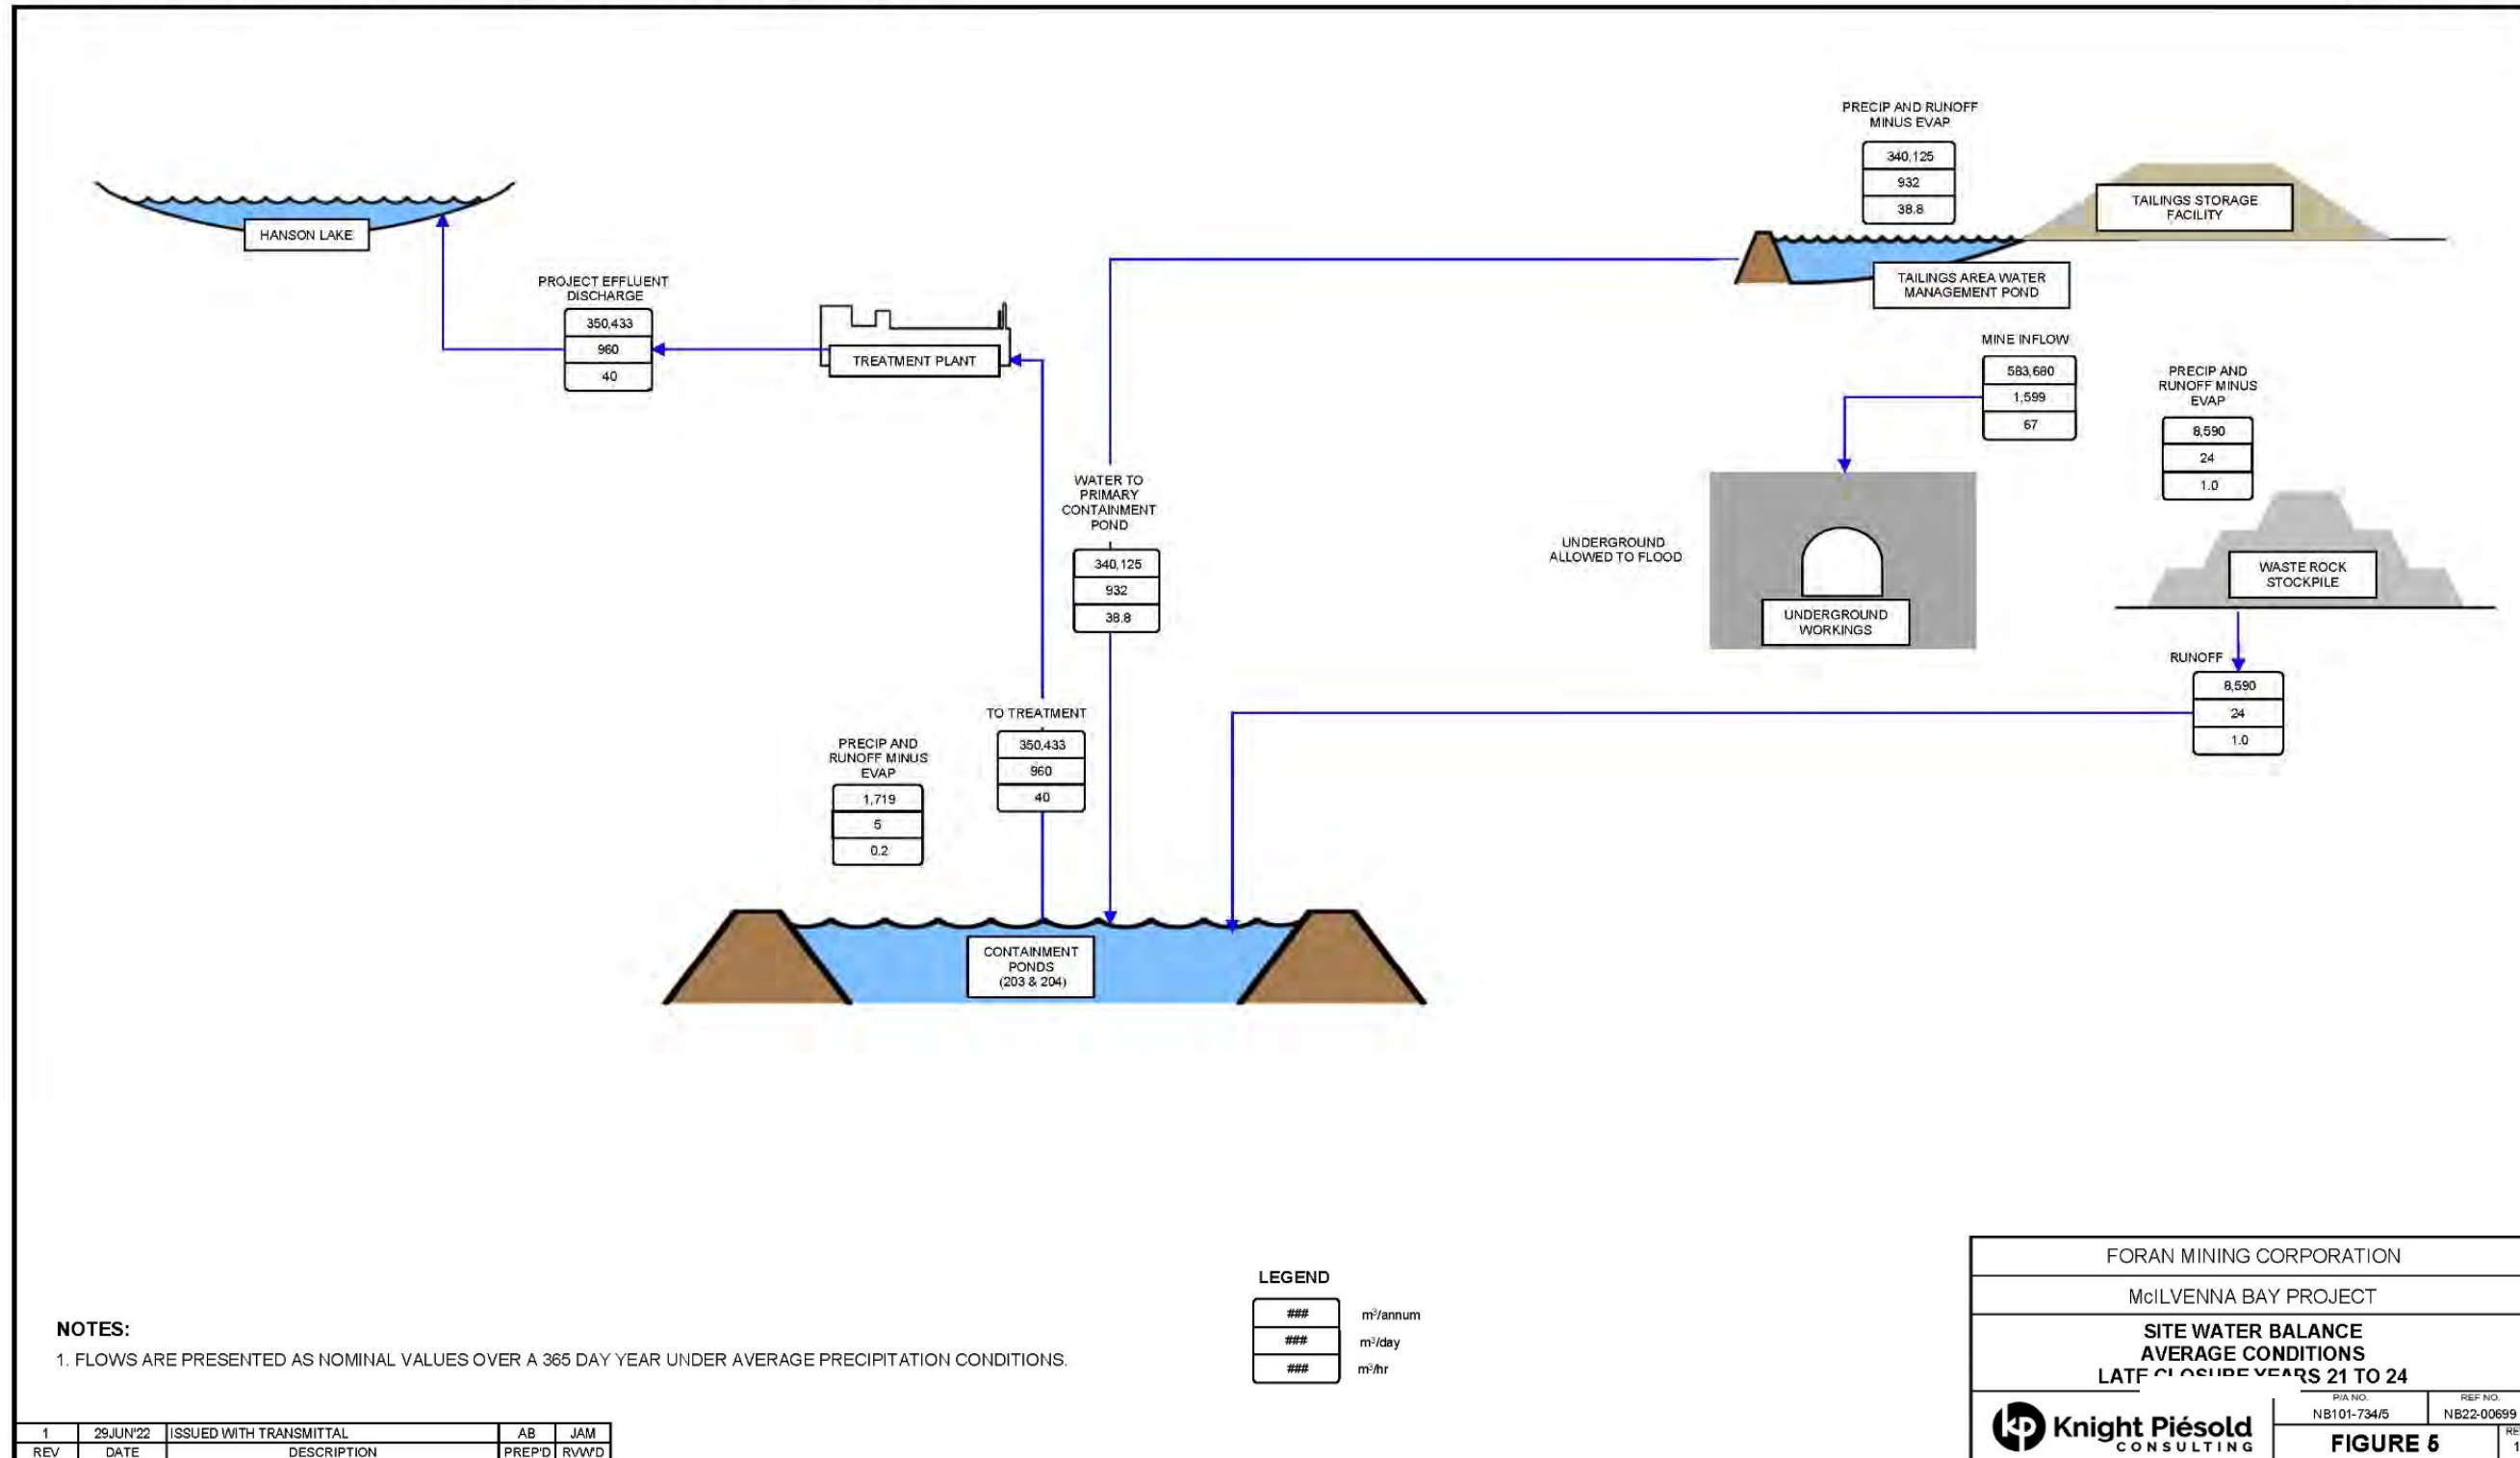 PRECIP AND RUNOFF
MINUS EVAP
340,125
932
38.8
TAILINGS STORAGE
FACILITY
HANSON LAKE
TAILINGS AREA WATER
MANAGEMENT POND
PROJECT EFFLUENT
DISCHARGE
350,433
960
40
TREATMENT PLANT
MINE INFLOW
583,680
1,599
67
PRECIP AND
RUNOFF MINUS
EVAP
8,590
24
1.0
WATER TO
PRIMARY
CONTAINMENT
POND
340,125
932
38.8
UNDERGROUND
ALLOWED TO FLOOD
UNDERGROUND
WORKINGS
WASTE ROCK
STOCKPILE
RUNOFF
8,590
24
1.0
TO TREATMENT
350,433
960
40
PRECIP AND
RUNOFF MINUS
EVAP
1,719
5
0.2
CONTAINMENT
PONDS
(203 & 204)
LEGEND
### m³/annum
### m³/day
### m³/hr
NOTES:
1. FLOWS ARE PRESENTED AS NOMINAL VALUES OVER A 365 DAY YEAR UNDER AVERAGE PRECIPITATION CONDITIONS.
1 29JUN'22 ISSUED WITH TRANSMITTAL AB JAM
REV DATE DESCRIPTION PREP'D RVW'D
FORAN MINING CORPORATION
McILVENNA BAY PROJECT
SITE WATER BALANCE
AVERAGE CONDITIONS
LATE CLOSURE YEARS 21 TO 24
Knight Piésold
CONSULTING
P/A NO.
NB101-734/5
REF NO.
NB22-00699
FIGURE 5
1